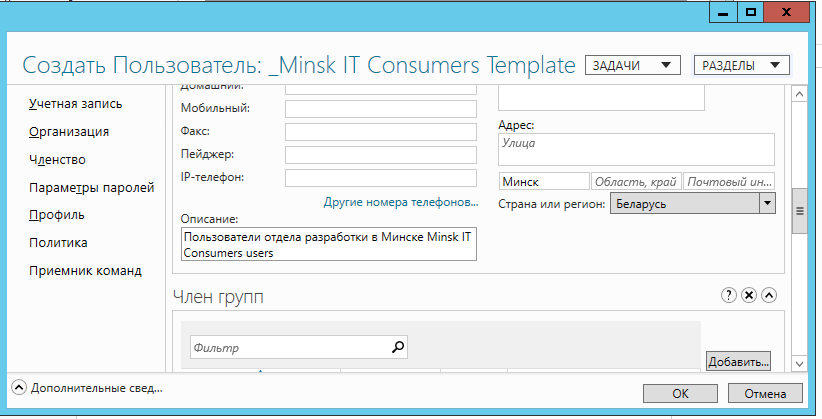 Создать Пользователь: _Minsk IT Consumers Template
ЗАДАЧИ
РАЗДЕЛЫ
Учетная запись
Организация
Членство
Параметры паролей
Профиль
Политика
Приемник команд
Домашний:
Мобильный:
Факс:
Пейджер:
IP-телефон:
Другие номера телефонов...
Описание:
Пользователи отдела разработки в Минске Minsk IT
Consumers users
Адрес:
Улица
Минск
Область, край
Почтовый ин...
Страна или регион:
Беларусь
Член групп
Фильтр
Добавить...
Дополнительные свед...
ОК
Отмена